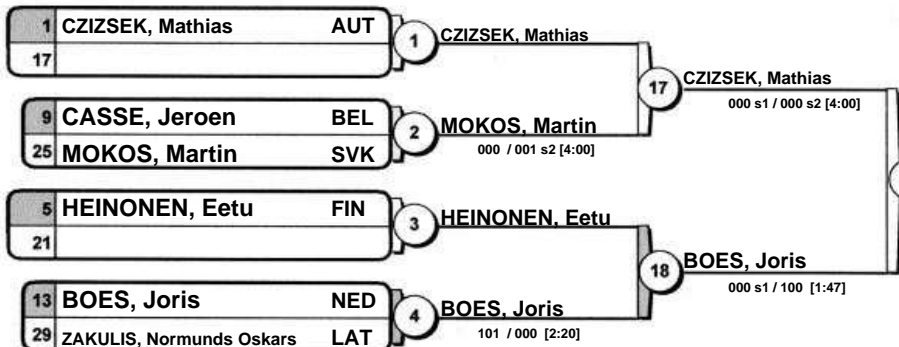 1 CZIZSEK, Mathias AUT
17
1
CZIZSEK, Mathias
9 CASSE, Jeroen BEL
25 MOKOS, Martin SVK
2
MOKOS, Martin
000 / 001 s2 [4:00]
17
CZIZSEK, Mathias
000 s1 / 000 s2 [4:00]
5 HEINONEN, Eetu FIN
21
3
HEINONEN, Eetu
13 BOES, Joris NED
29 ZAKULIS, Normunds Oskars LAT
4
BOES, Joris
101 / 000 [2:20]
18
BOES, Joris
000 s1 / 100 [1:47]